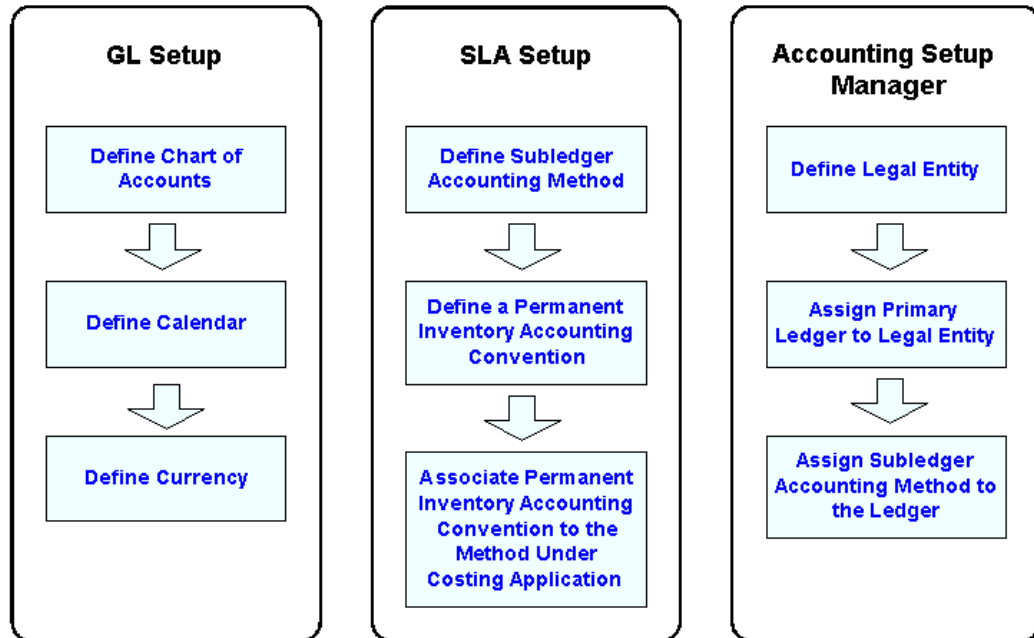 GL Setup
Define Chart of
Accounts
Define Calendar
Define Currency
SLA Setup
Define Subledger
Accounting Method
Define a Permanent
Inventory Accounting
Convention
Associate Permanent
Inventory Accounting
Convention to the
Method Under
Costing Application
Accounting Setup
Manager
Define Legal Entity
Assign Primary
Ledger to Legal Entity
Assign Subledger
Accounting Method to
the Ledger